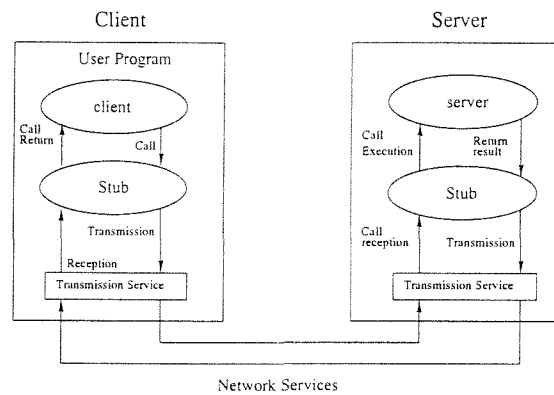 Client
Server
User Program
client
Call
Return
Call
Stub
Transmission
Reception
Transmission Service
server
Call
Execution
Return
result
Stub
Call
reception
Transmission
Transmission Service
Network Services